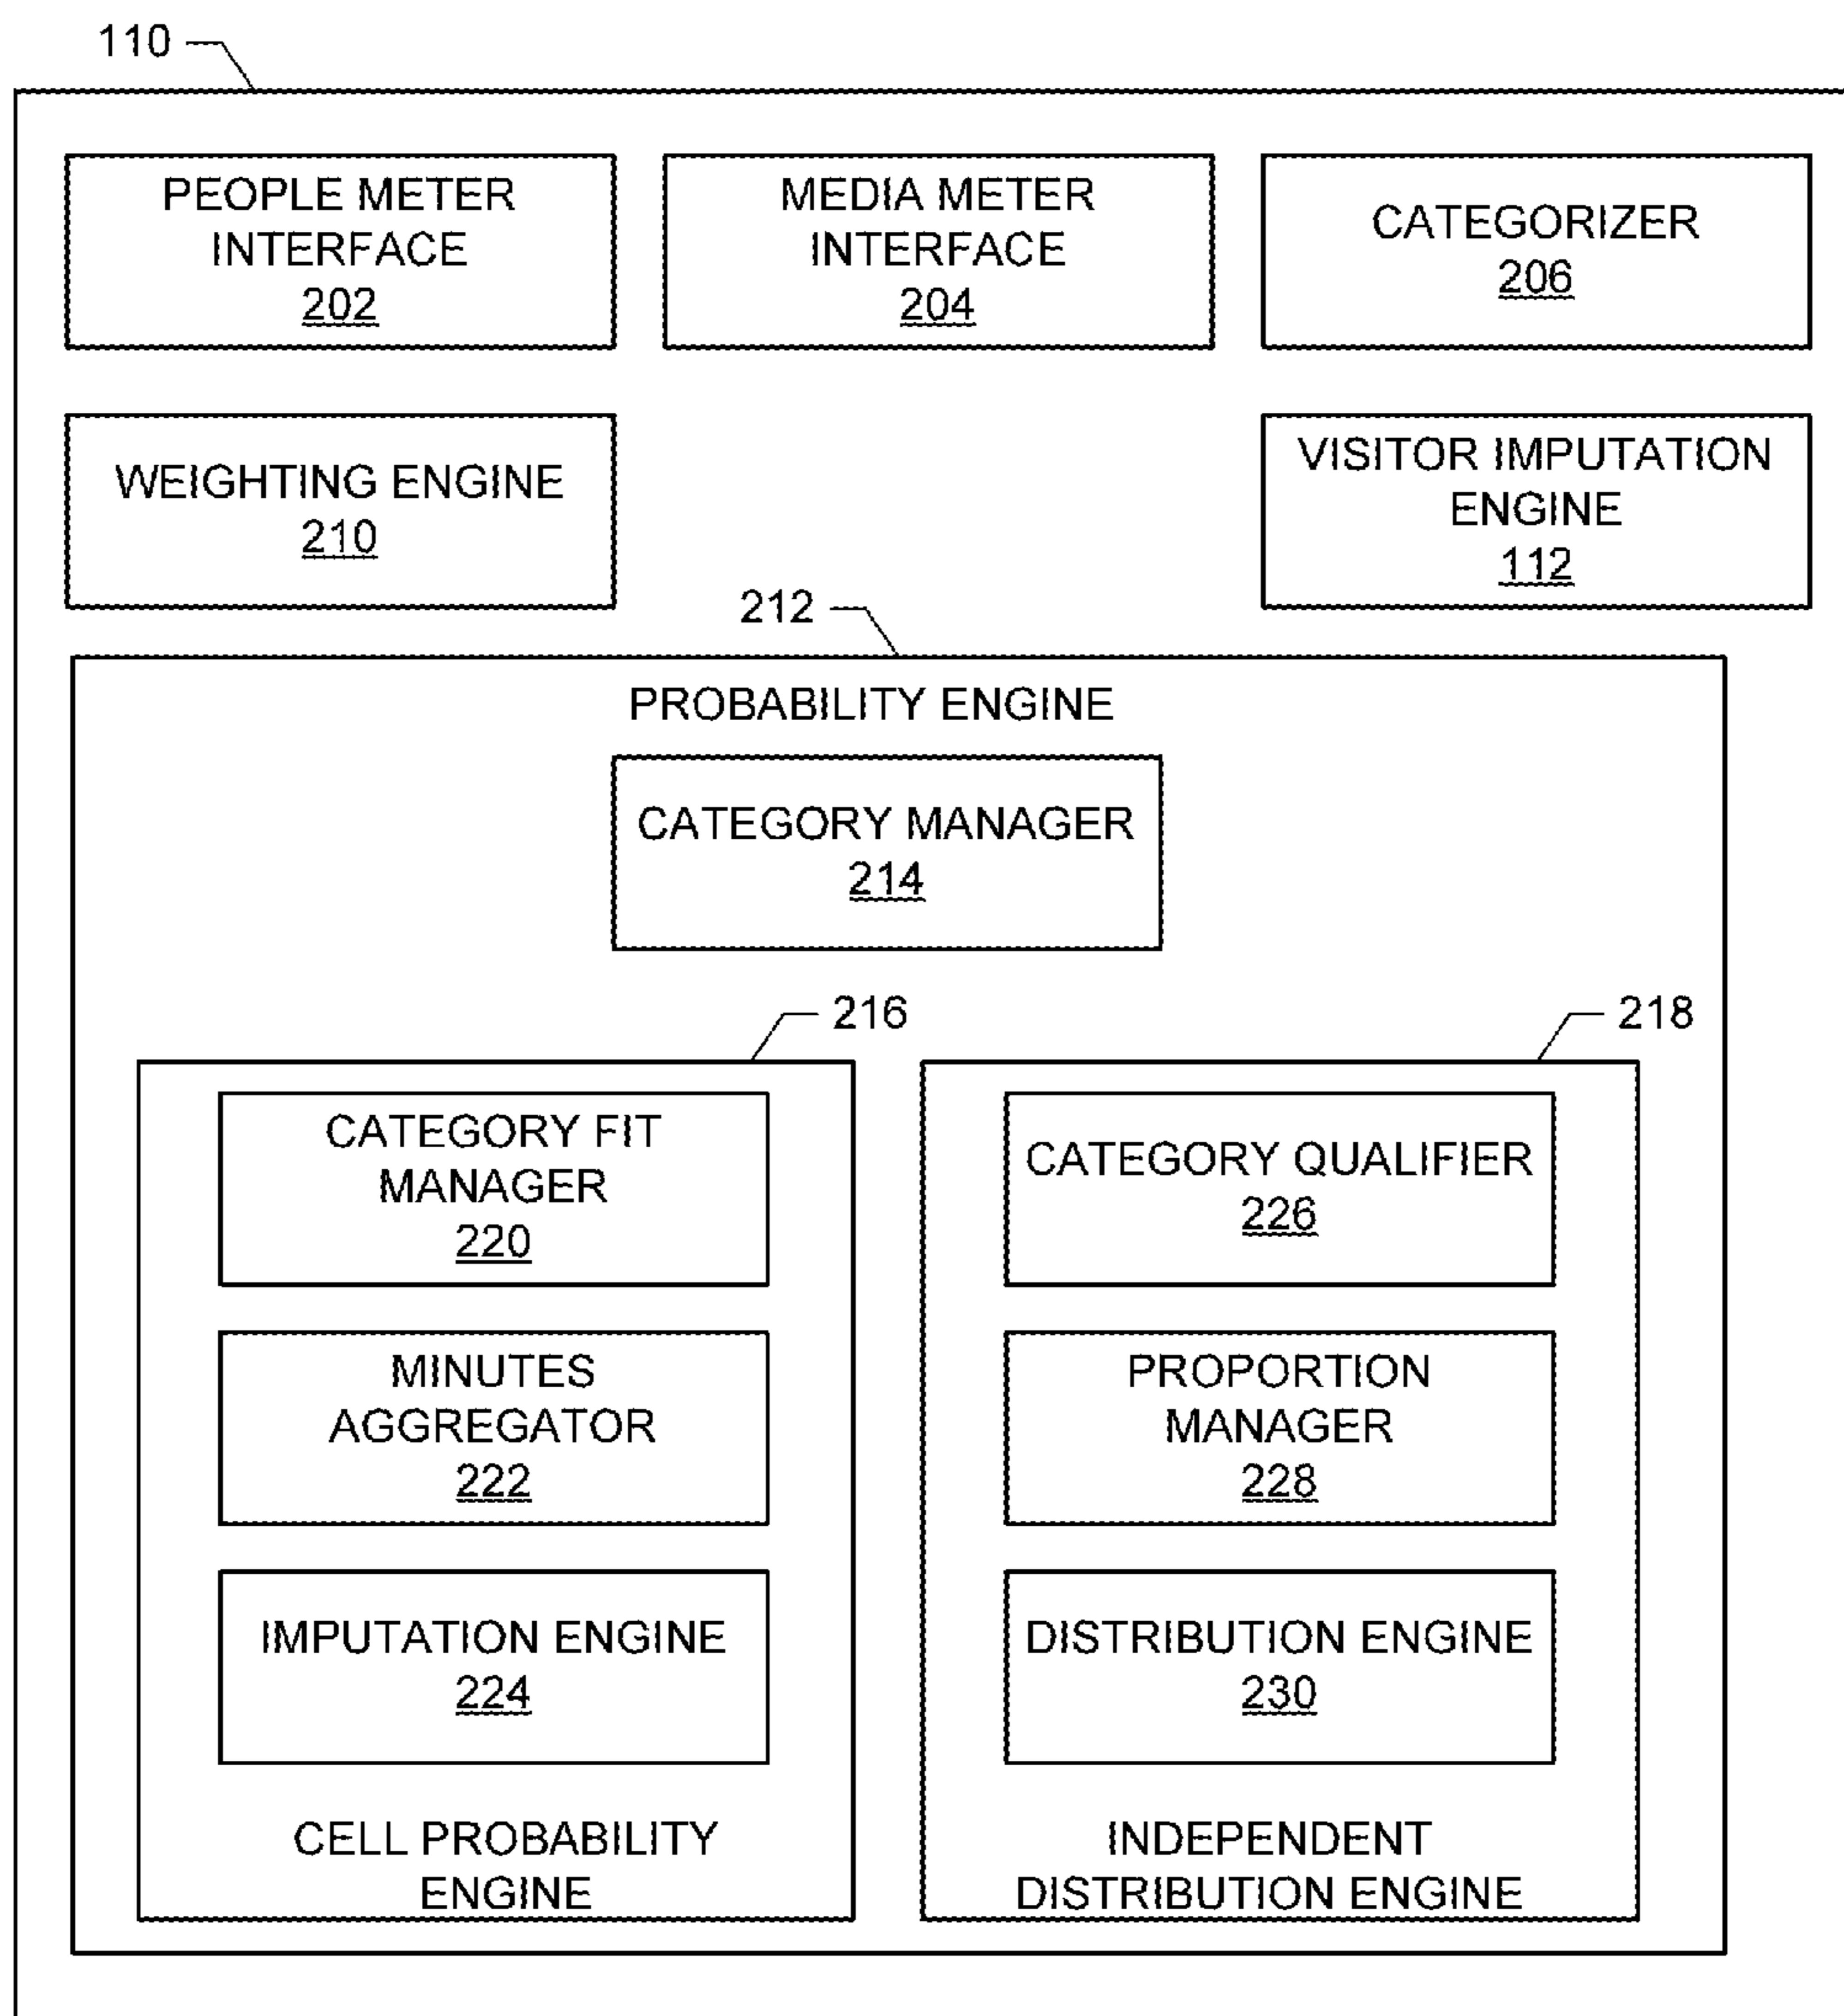 110
PEOPLE METER
INTERFACE
202
MEDIA METER
INTERFACE
204
CATEGORIZER
206
WEIGHTING ENGINE
210
VISITOR IMPUTATION
ENGINE
112
212
PROBABILITY ENGINE
CATEGORY MANAGER
214
216
218
CATEGORY FIT
MANAGER
220
MINUTES
AGGREGATOR
222
IMPUTATION ENGINE
224
CELL PROBABILITY
ENGINE
CATEGORY QUALIFIER
226
PROPORTION
MANAGER
228
DISTRIBUTION ENGINE
230
INDEPENDENT
DISTRIBUTION ENGINE